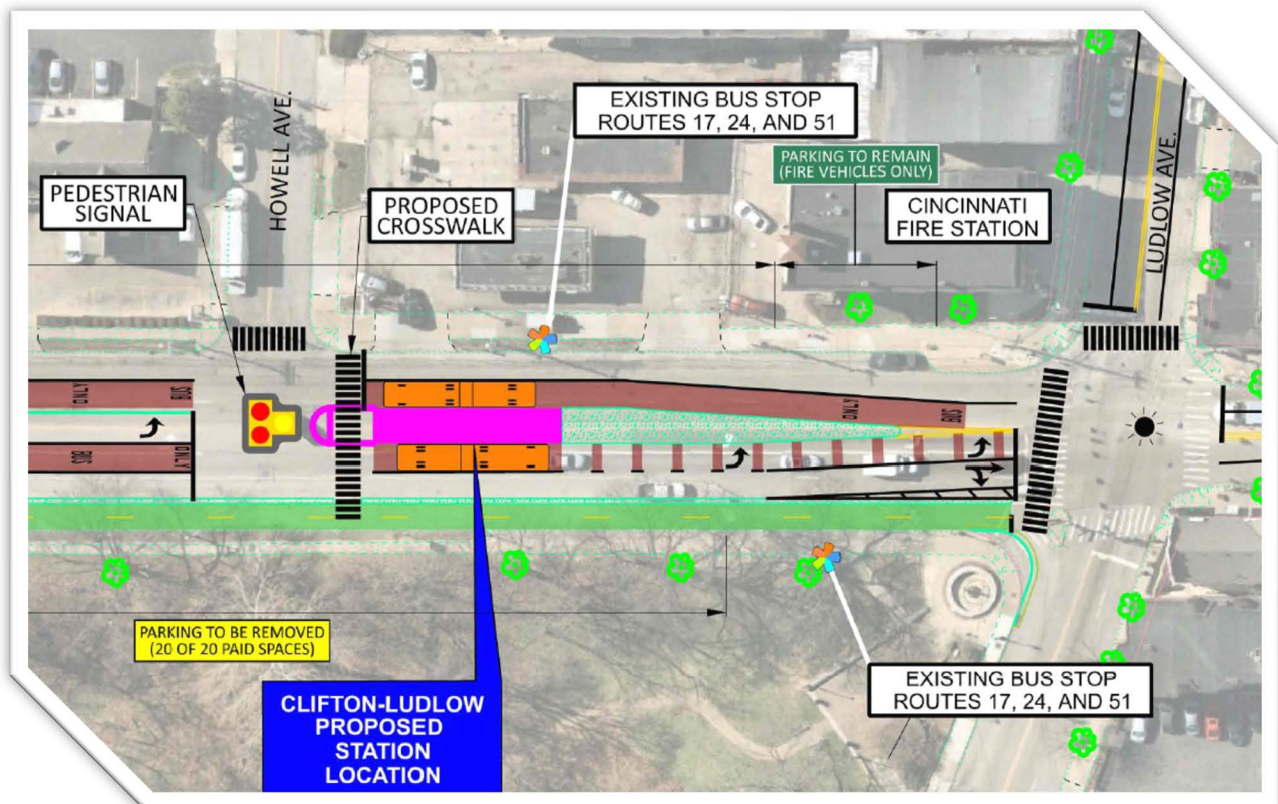 EXISTING BUS STOP
ROUTES 17, 24, AND 51
HOWELL AVE.
PARKING TO REMAIN
(FIRE VEHICLES ONLY)
PEDESTRIAN
SIGNAL
PROPOSED
CROSSWALK
CINCINNATI
FIRE STATION
LUDLOW AVE.
ONLY
BUS
ONLY
BUS
BUS
ONLY
PARKING TO BE REMOVED
(20 OF 20 PAID SPACES)
EXISTING BUS STOP
ROUTES 17, 24, AND 51
CLIFTON-LUDLOW
PROPOSED
STATION
LOCATION